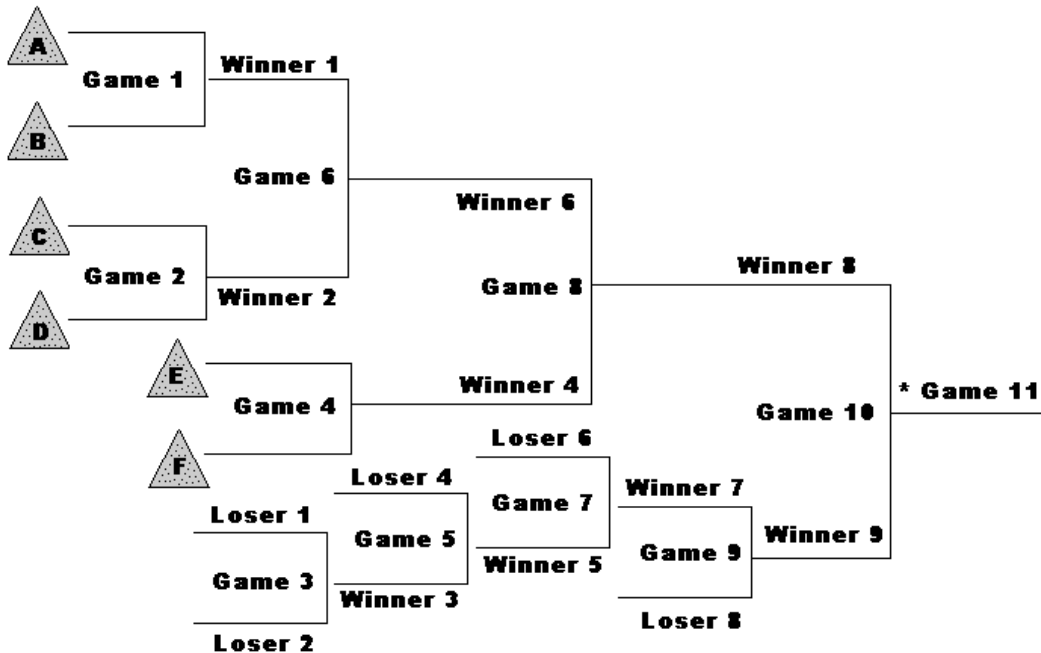 A
Game 1
Winner 1
B
Game 6
Winner 6
C
Game 2
Winner 2
Game 8
Winner 8
D
E
Game 4
Winner 4
Game 10
* Game 11
F
Loser 6
Loser 4
Game 7
Winner 7
Loser 1
Game 5
Winner 5
Game 9
Winner 9
Game 3
Winner 3
Loser 8
Loser 2